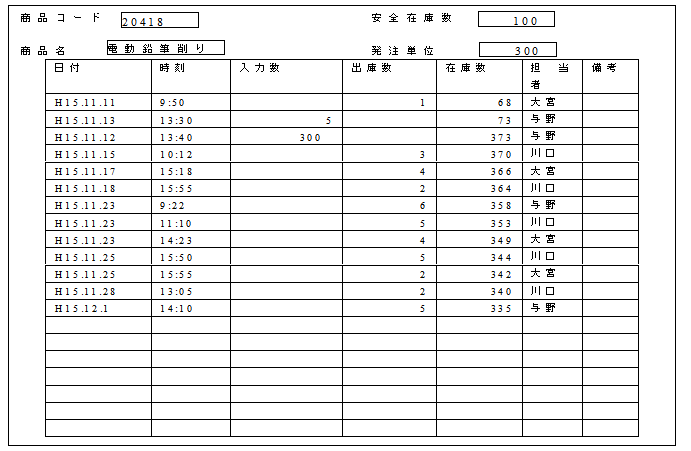 商品コード 20418 安全在庫数 100
商品名 電動鉛筆削り 発注単位 300
日付 時刻 入力数 出庫数 在庫数 担当者 備考
H15.11.11 9:50 1 68 大宮
H15.11.13 13:30 5 73 与野
H15.11.12 13:40 300 373 与野
H15.11.15 10:12 3 370 川口
H15.11.17 15:18 4 366 大宮
H15.11.18 15:55 2 364 川口
H15.11.23 9:22 6 358 与野
H15.11.23 11:10 5 353 川口
H15.11.23 14:23 4 349 大宮
H15.11.25 15:50 5 344 川口
H15.11.25 15:55 2 342 大宮
H15.11.28 13:05 2 340 川口
H15.12.1 14:10 5 335 与野